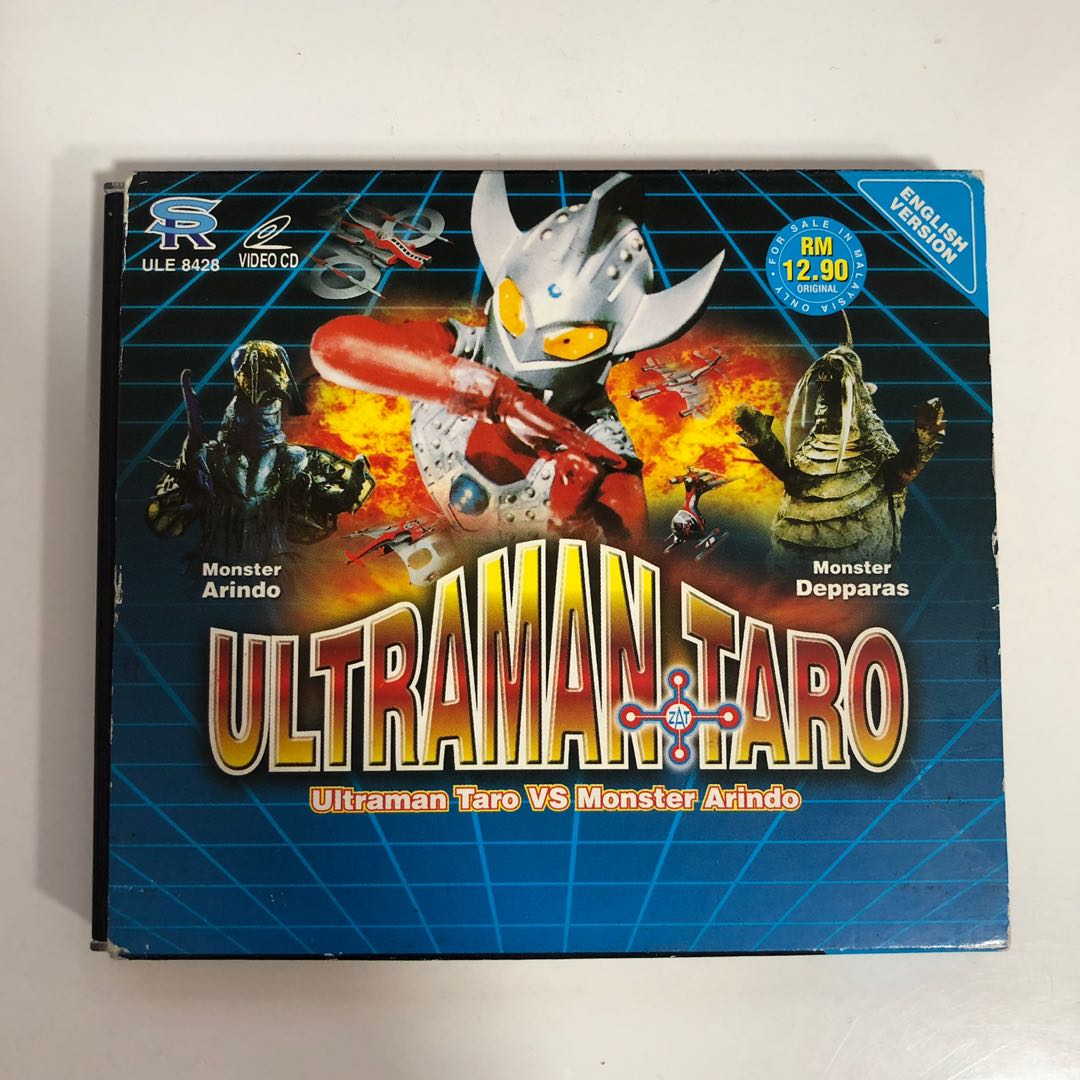 SR
ULE 8428
VIDEO CD
FOR SALE IN MALAYSIA ONLY
RM
12.90
ORIGINAL
ENGLISH
VERSION
Monster
Arindo
Monster
Depparas
ULTRAMAN TARO
ZAT
Ultraman Taro VS Monster Arindo